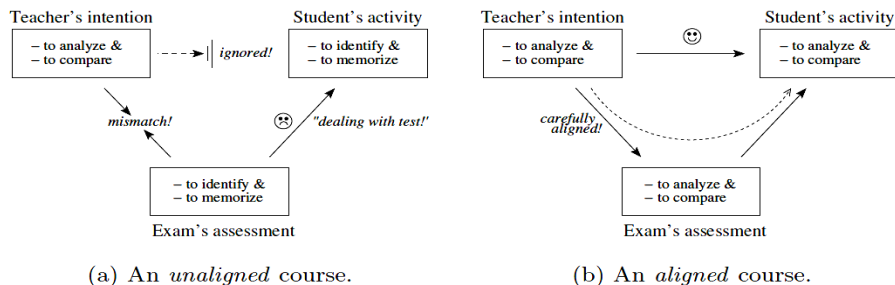 Teacher's intention
Student's activity
– to analyze &
– to compare
ignored!
– to identify &
– to memorize
mismatch!
"dealing with test!'
– to identify &
– to memorize
Exam's assessment
(a) An unaligned course.
Teacher's intention
Student's activity
– to analyze &
– to compare
– to analyze &
– to compare
carefully
aligned!
– to analyze &
– to compare
Exam's assessment
(b) An aligned course.